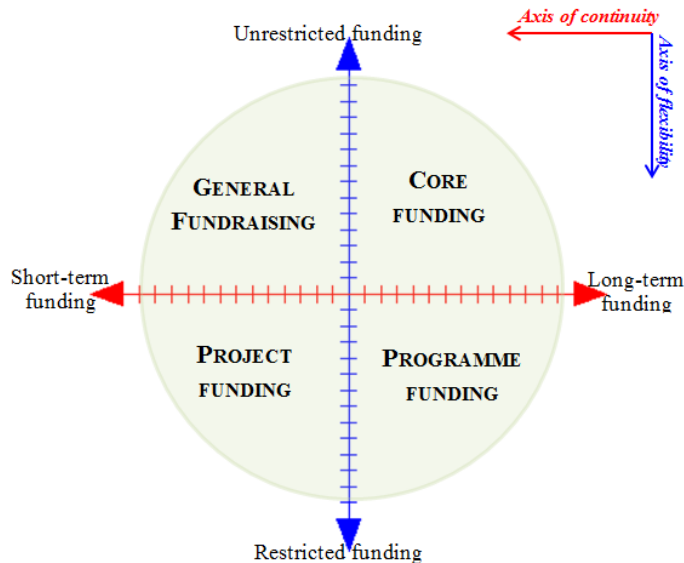 Unrestricted funding
Axis of continuity
Axis of flexibility
GENERAL
FUNDRAISING
CORE
FUNDING
Short-term
funding
Long-term
funding
PROJECT
FUNDING
PROGRAMME
FUNDING
Restricted funding